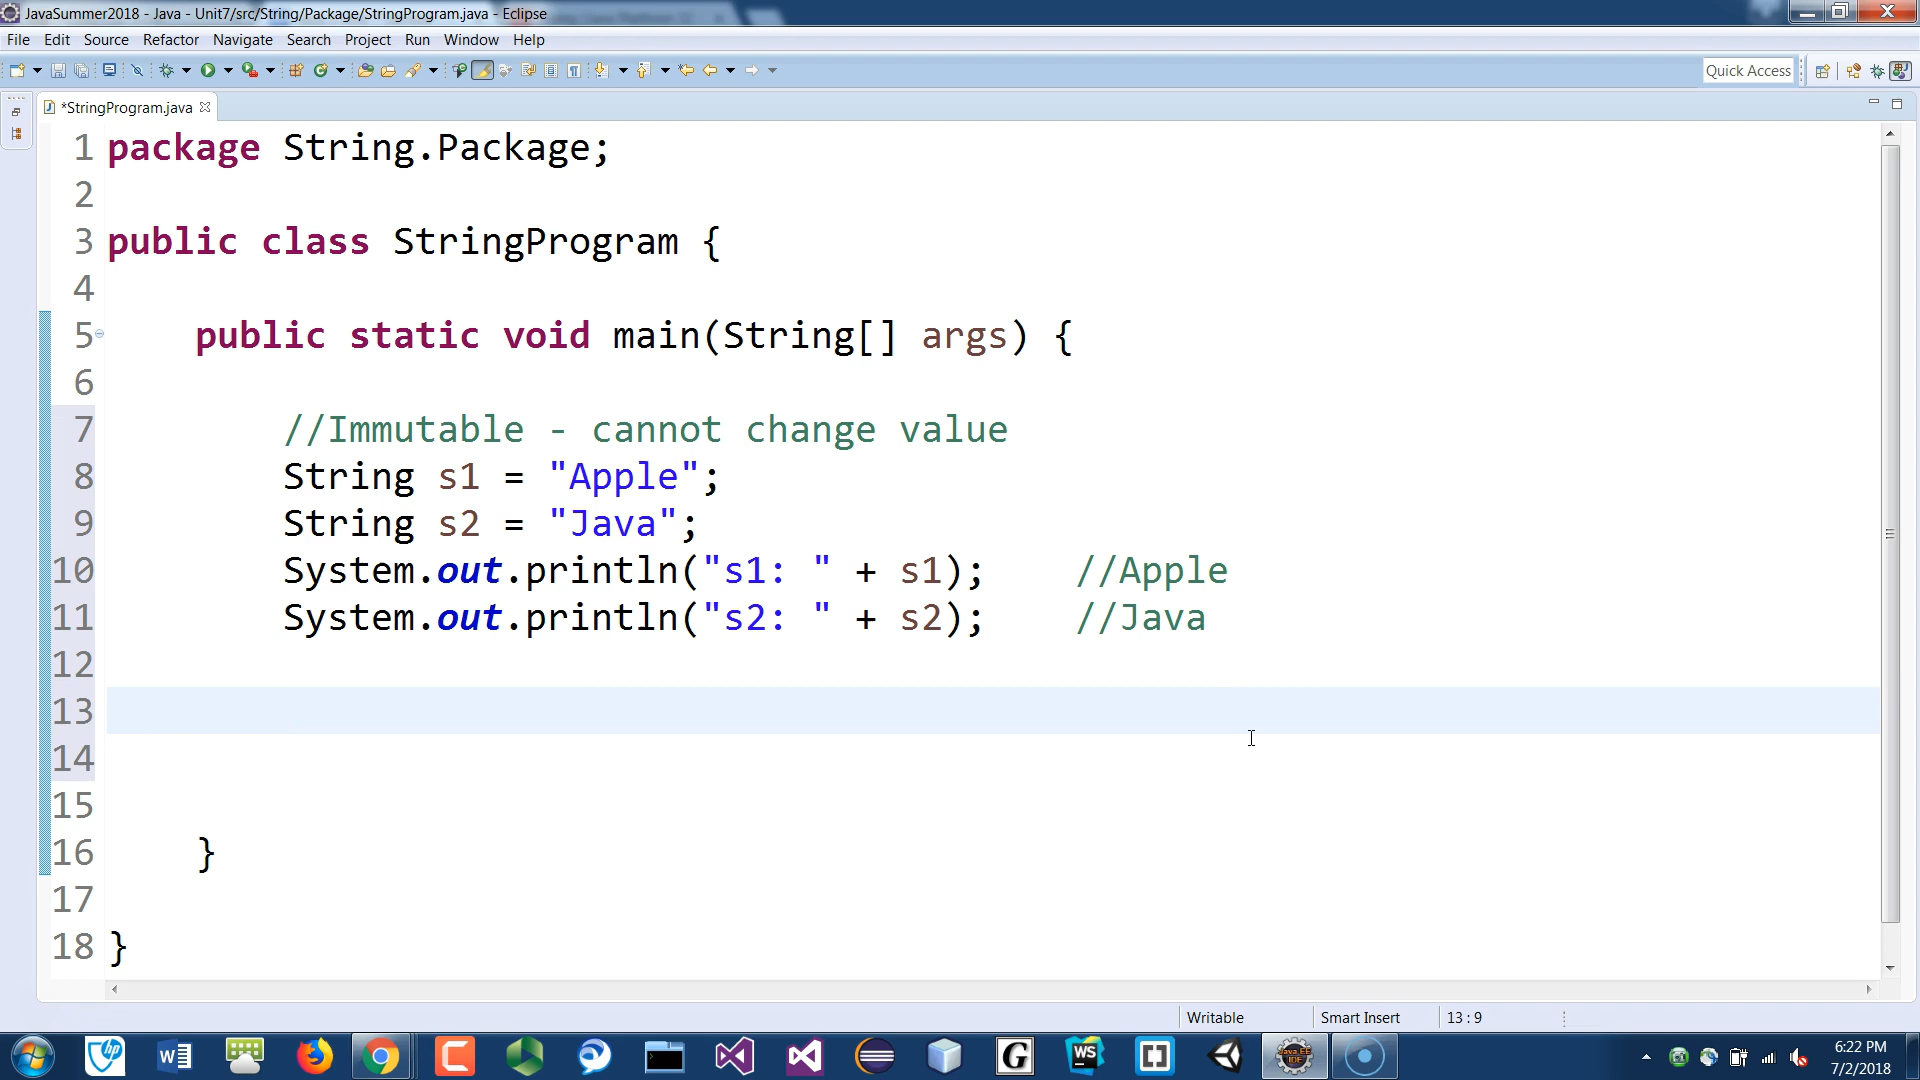 JavaSummer2018 - Java - Unit7/src/String/Package/StringProgram.java - Eclipse
File Edit Source Refactor Navigate Search Project Run Window Help
Quick Access
*StringProgram.java
1 package String.Package;
2
3 public class StringProgram {
4
5 public static void main(String[] args) {
6
7 //Immutable - cannot change value
8 String s1 = "Apple";
9 String s2 = "Java";
10 System.out.println("s1: " + s1); //Apple
11 System.out.println("s2: " + s2); //Java
12
13
14
15
16 }
17
18 }
Writable Smart Insert 13 : 9
6:22 PM
7/2/2018